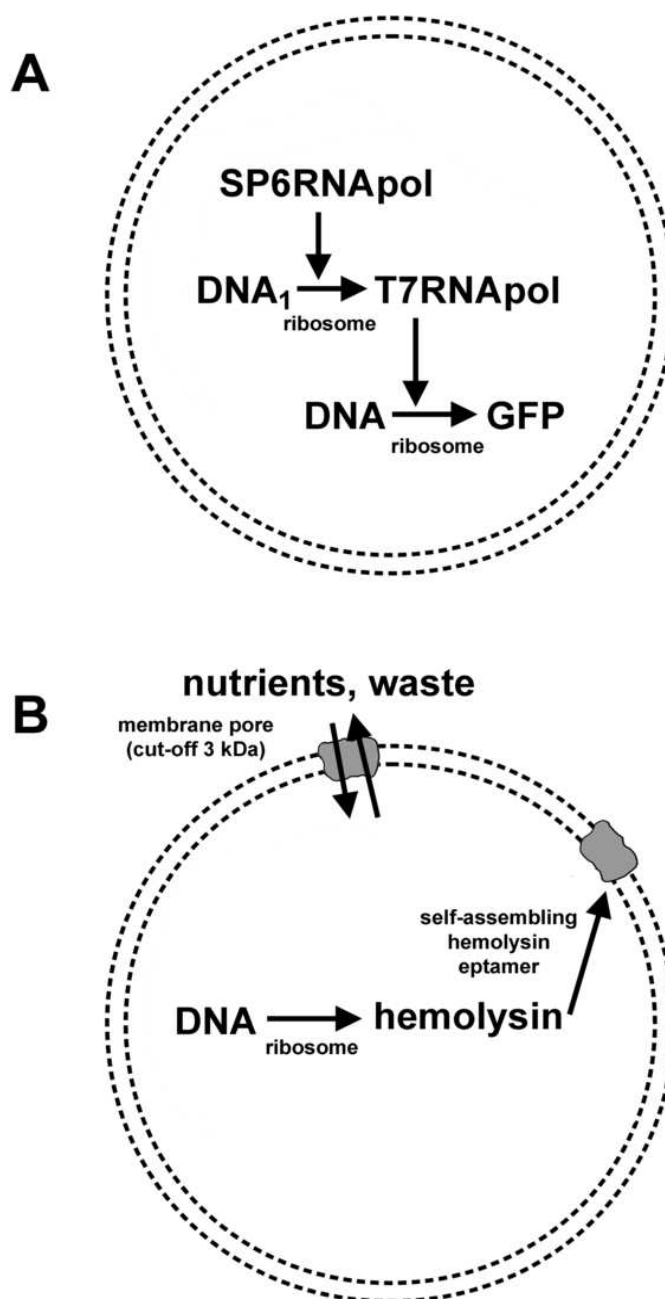 A
SP6RNApol
DNA₁ T7RNApol
ribosome
DNA GFP
ribosome
B
nutrients, waste
membrane pore
(cut-off 3 kDa)
self-assembling
hemolysin
eptamer
DNA hemolysin
ribosome